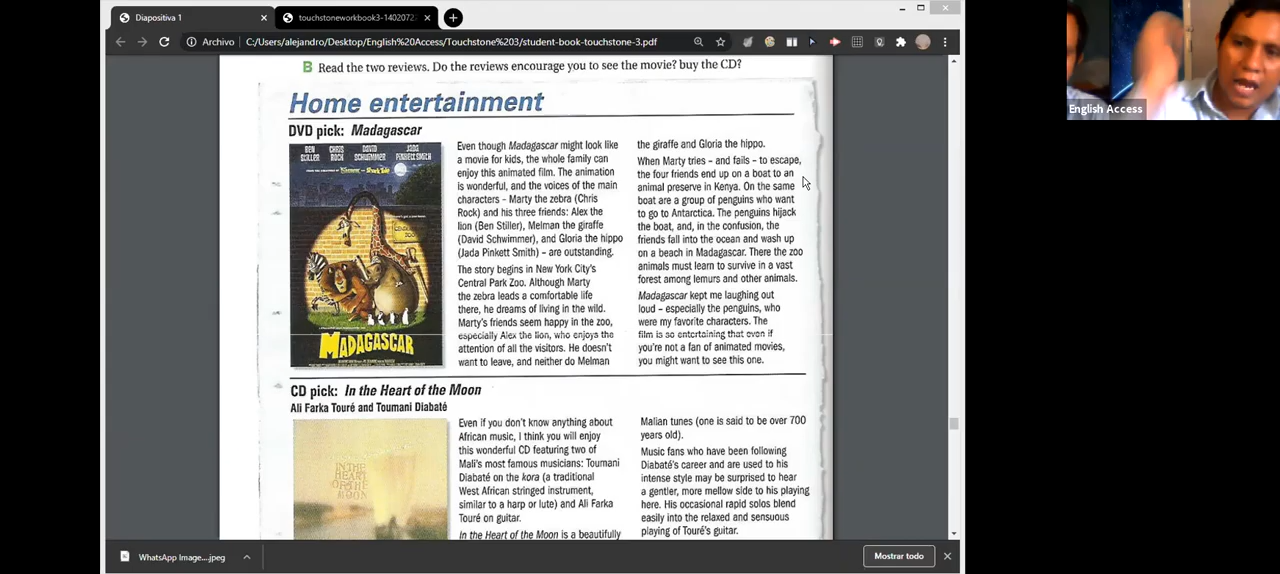 Diapositiva 1
touchstoneworkbook3-1402072
Archivo
C:/Users/alejandro/Desktop/English%20Access/Touchstone%203/student-book-touchstone-3.pdf
English Access
B Read the two reviews. Do the reviews encourage you to see the movie? buy the CD?
Home entertainment
DVD pick: Madagascar
BEN STILLER CHRIS ROCK DAVID SCHWIMMER JADA PINKETT SMITH
MADAGASCAR
Even though Madagascar might look like
a movie for kids, the whole family can
enjoy this animated film. The animation
is wonderful, and the voices of the main
characters – Marty the zebra (Chris
Rock) and his three friends: Alex the
lion (Ben Stiller), Melman the giraffe
(David Schwimmer), and Gloria the hippo
(Jada Pinkett Smith) – are outstanding.
The story begins in New York City's
Central Park Zoo. Although Marty
the zebra leads a comfortable life
there, he dreams of living in the wild.
Marty's friends seem happy in the zoo,
especially Alex the lion, who enjoys the
attention of all the visitors. He doesn't
want to leave, and neither do Melman
the giraffe and Gloria the hippo.
When Marty tries – and fails – to escape,
the four friends end up on a boat to an
animal preserve in Kenya. On the same
boat are a group of penguins who want
to go to Antarctica. The penguins hijack
the boat, and, in the confusion, the
friends fall into the ocean and wash up
on a beach in Madagascar. There the zoo
animals must learn to survive in a vast
forest among lemurs and other animals.
Madagascar kept me laughing out
loud – especially the penguins, who
were my favorite characters. The
film is so entertaining that even if
you're not a fan of animated movies,
you might want to see this one.
CD pick: In the Heart of the Moon
Ali Farka Touré and Toumani Diabaté
IN THE
HEART
OF THE
MOON
Even if you don't know anything about
African music, I think you will enjoy
this wonderful CD featuring two of
Mali's most famous musicians: Toumani
Diabaté on the kora (a traditional
West African stringed instrument,
similar to a harp or lute) and Ali Farka
Touré on guitar.
In the Heart of the Moon is a beautifully
Malian tunes (one is said to be over 700
years old).
Music fans who have been following
Diabaté's career and are used to his
intense style may be surprised to hear
a gentler, more mellow side to his playing
here. His occasional rapid solos blend
easily into the relaxed and sensuous
playing of Touré's guitar.
WhatsApp Image....jpeg
Mostrar todo